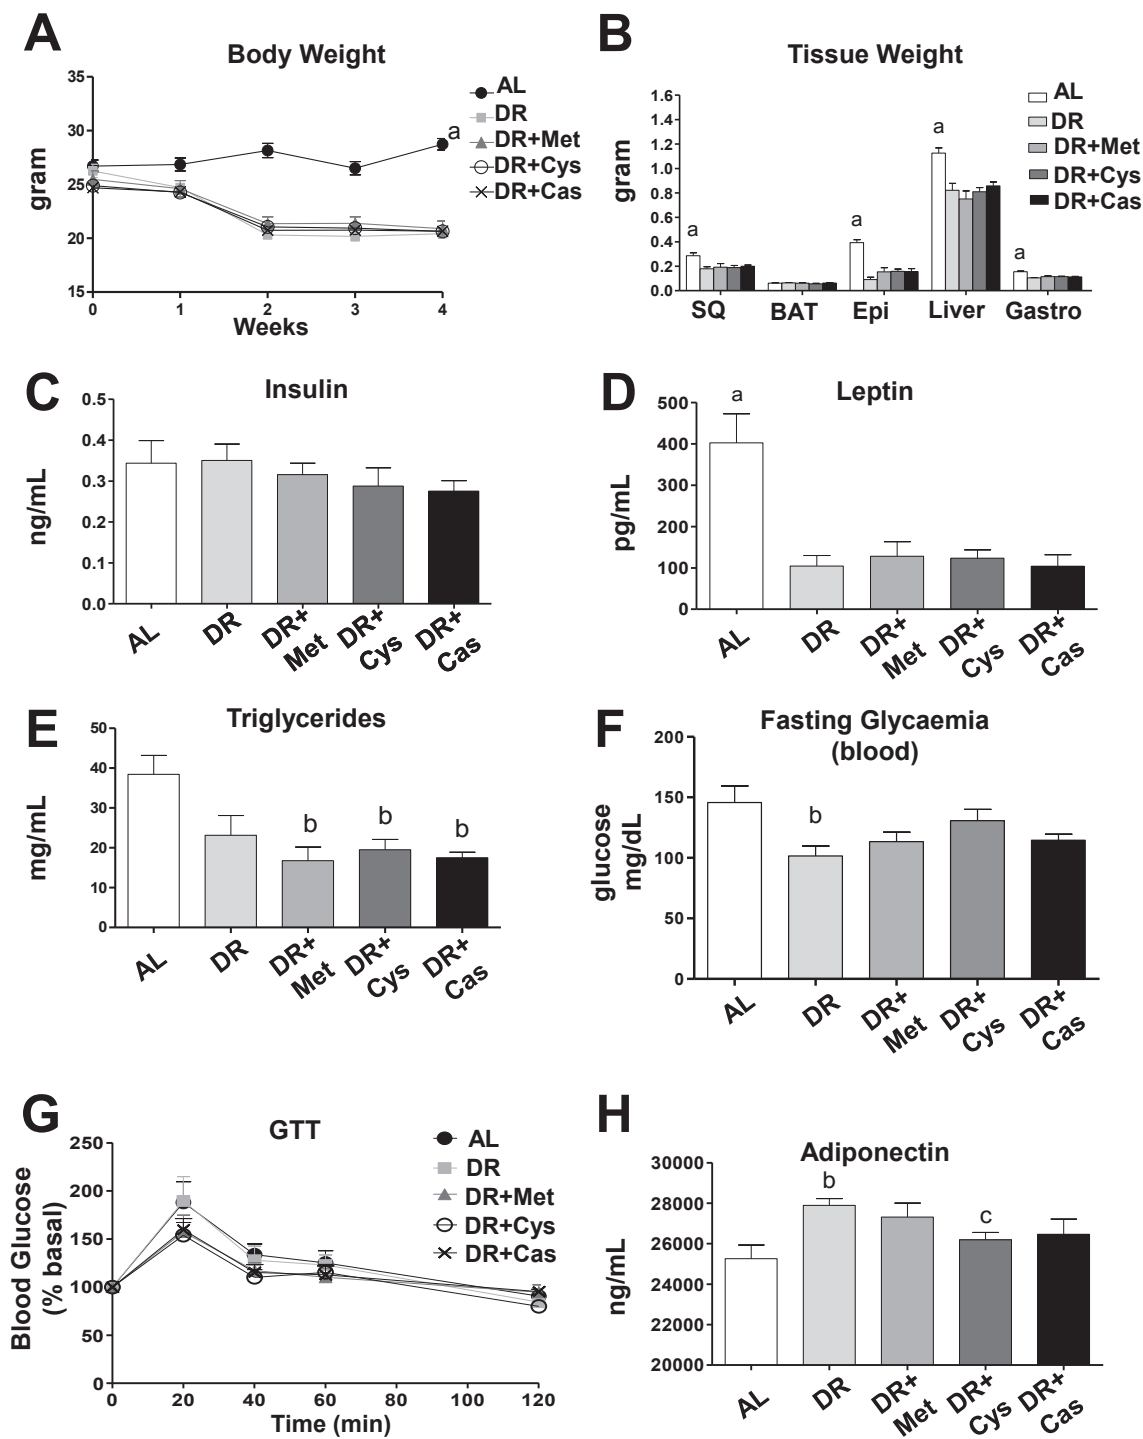 A
Body Weight
35
30
25
20
15
gram
0 1 2 3 4
Weeks
a
AL
DR
DR+Met
DR+Cys
DR+Cas
B
Tissue Weight
1.6
1.4
1.2
1.0
0.8
0.6
0.4
0.2
0.0
gram
a
a
a
a
SQ BAT Epi Liver Gastro
AL
DR
DR+Met
DR+Cys
DR+Cas
C
Insulin
0.5
0.4
0.3
0.2
0.1
0.0
ng/mL
AL
DR
DR+
Met
DR+
Cys
DR+
Cas
D
Leptin
500
400
300
200
100
0
pg/mL
a
AL
DR
DR+
Met
DR+
Cys
DR+
Cas
E
Triglycerides
50
40
30
20
10
0
mg/mL
b b b
AL
DR
DR+
Met
DR+
Cys
DR+
Cas
F
Fasting Glycaemia
(blood)
200
150
100
50
0
glucose
mg/dL
b
AL
DR
DR+
Met
DR+
Cys
DR+
Cas
G
GTT
250
200
150
100
50
0
Blood Glucose
(% basal)
0 20 40 60 80 100 120
Time (min)
AL
DR
DR+Met
DR+Cys
DR+Cas
H
Adiponectin
30000
28000
26000
24000
22000
20000
ng/mL
b
c
AL
DR
DR+
Met
DR+
Cys
DR+
Cas